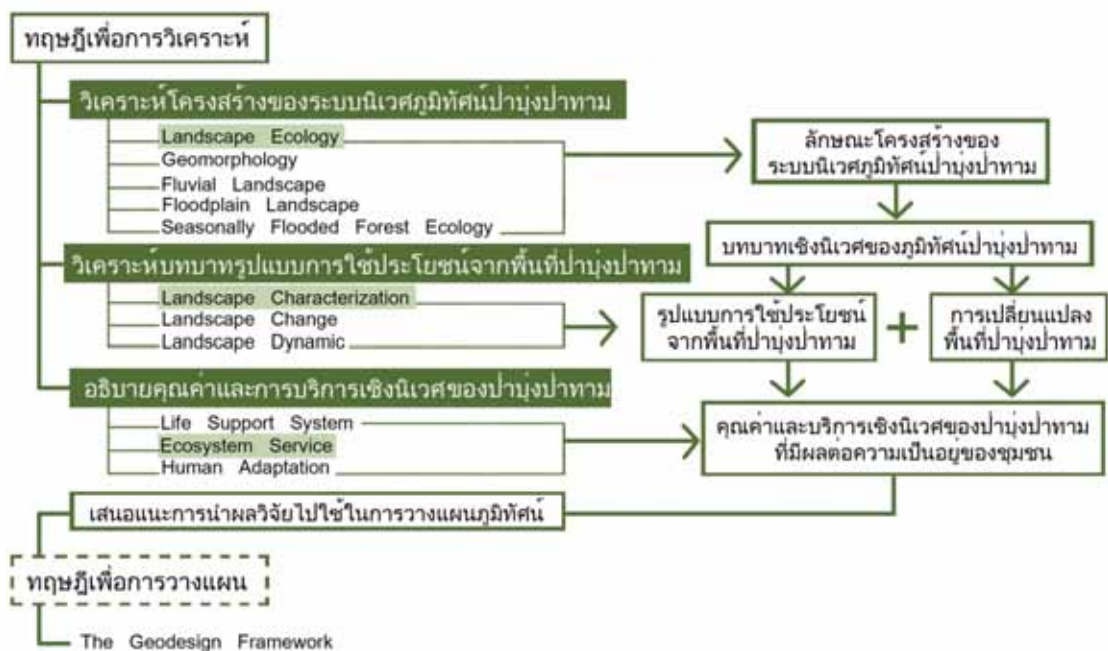 ทฤษฎีเพื่อการวิเคราะห์
วิเคราะห์โครงสร้างของระบบนิเวศภูมิทัศน์ป่าบุ่งป่าทาม
Landscape Ecology
Geomorphology
Fluvial Landscape
Floodplain Landscape
Seasonally Flooded Forest Ecology
ลักษณะโครงสร้างของ
ระบบนิเวศภูมิทัศน์ป่าบุ่งป่าทาม
บทบาทเชิงนิเวศของภูมิทัศน์ป่าบุ่งป่าทาม
วิเคราะห์บทบาทรูปแบบการใช้ประโยชน์จากพื้นที่ป่าบุ่งป่าทาม
Landscape Characterization
Landscape Change
Landscape Dynamic
รูปแบบการใช้ประโยชน์
จากพื้นที่ป่าบุ่งป่าทาม
+
การเปลี่ยนแปลง
พื้นที่ป่าบุ่งป่าทาม
อธิบายคุณค่าและการบริการเชิงนิเวศของป่าบุ่งป่าทาม
Life Support System
Ecosystem Service
Human Adaptation
คุณค่าและบริการเชิงนิเวศของป่าบุ่งป่าทาม
ที่มีผลต่อความเป็นอยู่ของชุมชน
เสนอแนะการนำผลวิจัยไปใช้ในการวางแผนภูมิทัศน์
ทฤษฎีเพื่อการวางแผน
The Geodesign Framework